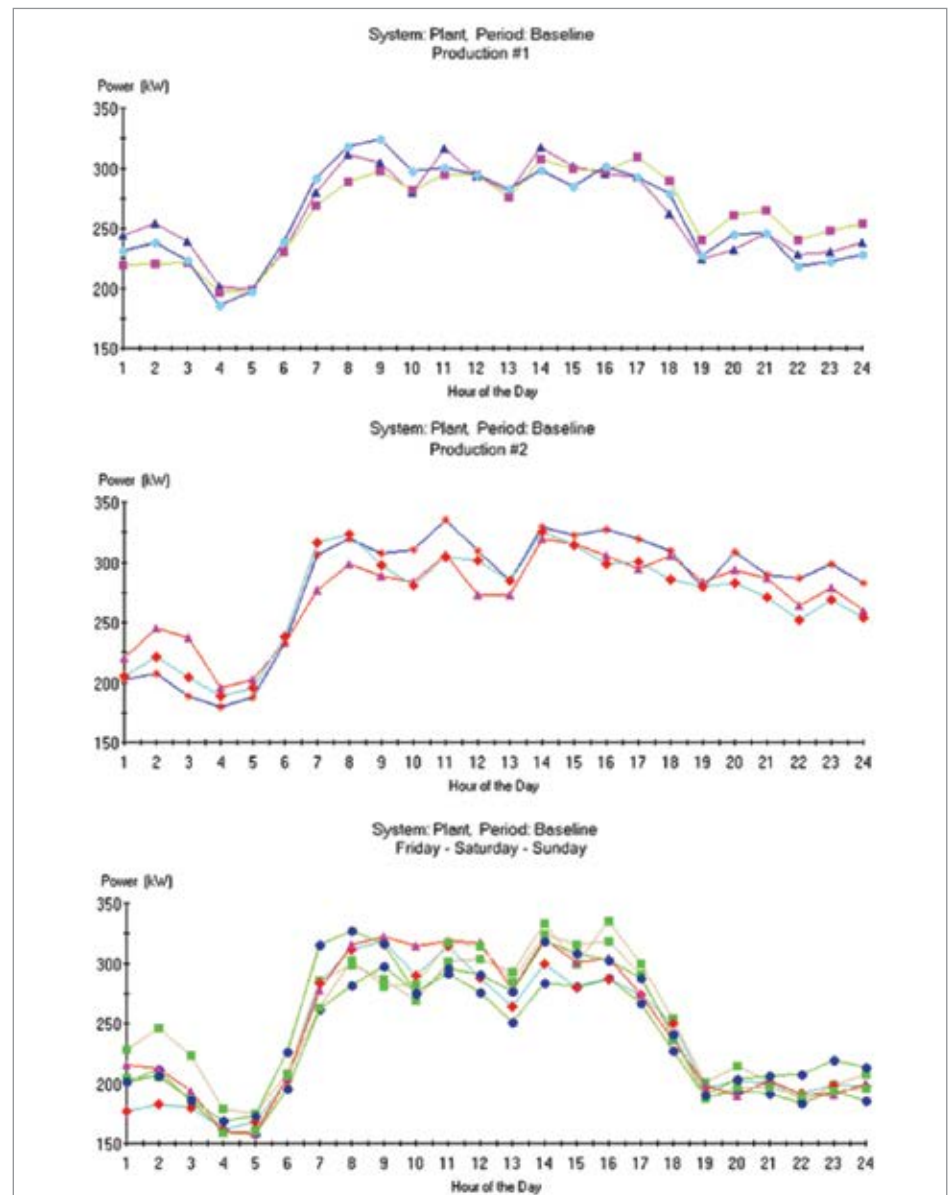 System: Plant, Period: Baseline
Production #1
Power (kW)
350
300
250
200
150
1 2 3 4 5 6 7 8 9 10 11 12 13 14 15 16 17 18 19 20 21 22 23 24
Hour of the Day
System: Plant, Period: Baseline
Production #2
Power (kW)
350
300
250
200
150
1 2 3 4 5 6 7 8 9 10 11 12 13 14 15 16 17 18 19 20 21 22 23 24
Hour of the Day
System: Plant, Period: Baseline
Friday - Saturday - Sunday
Power (kW)
350
300
250
200
150
1 2 3 4 5 6 7 8 9 10 11 12 13 14 15 16 17 18 19 20 21 22 23 24
Hour of the Day